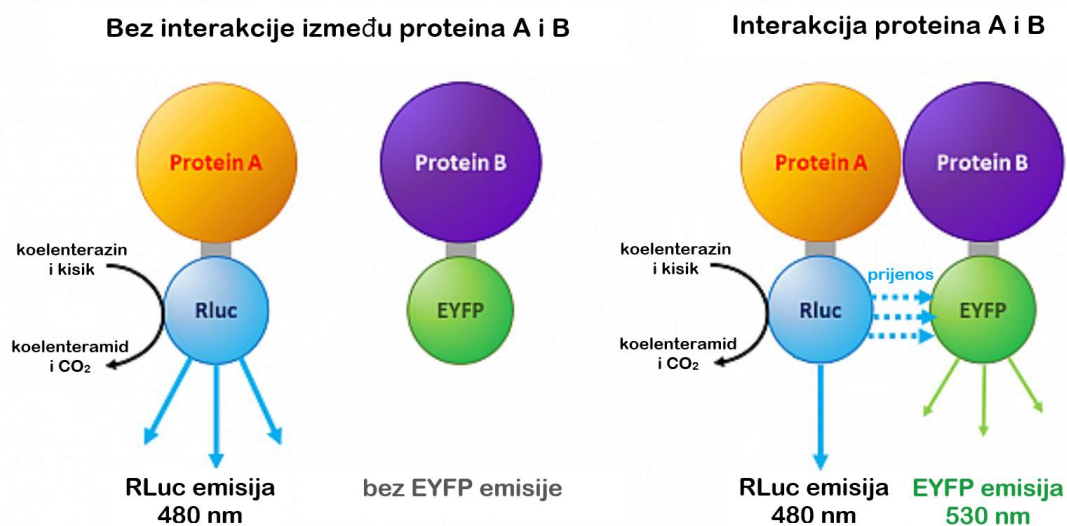 Bez interakcije između proteina A i B
Protein A
Protein B
koelenterazin
i kisik
Rluc
EYFP
koelenteramid
i CO₂
RLuc emisija
480 nm
bez EYFP emisije
Interakcija proteina A i B
Protein A
Protein B
koelenterazin
i kisik
prijenos
Rluc
EYFP
koelenteramid
i CO₂
RLuc emisija
480 nm
EYFP emisija
530 nm